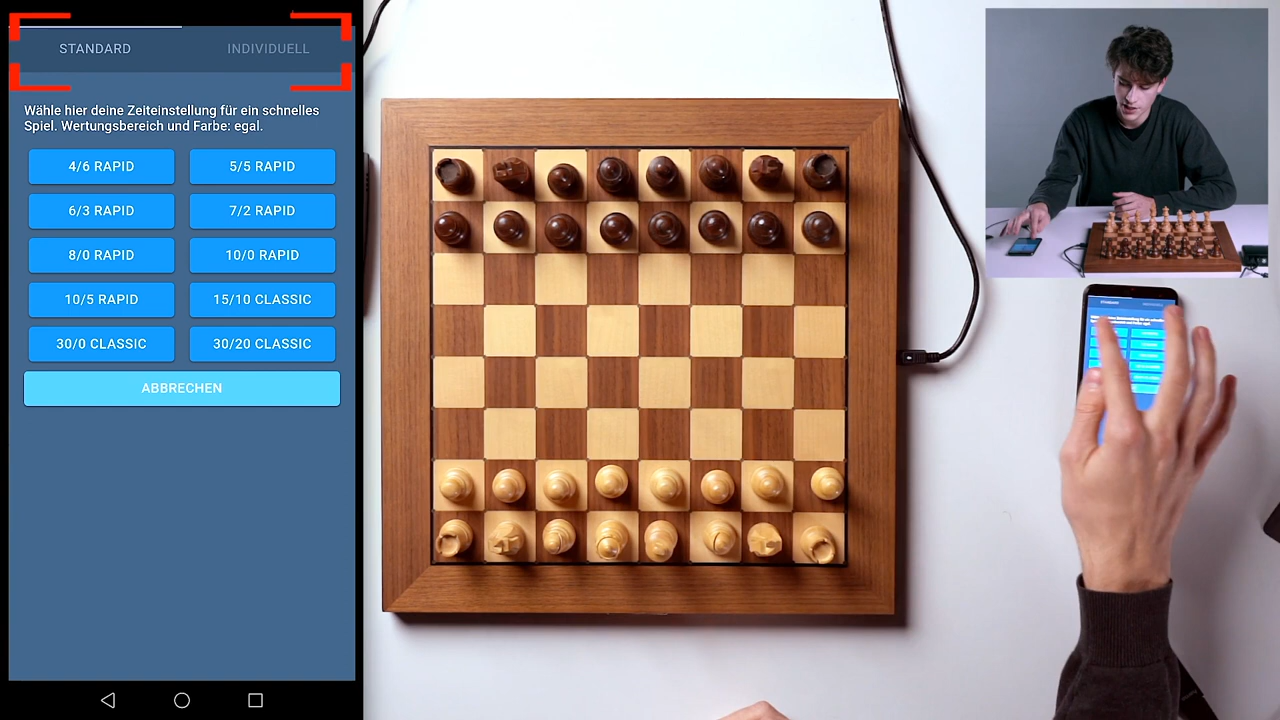 STANDARD INDIVIDUELL
Wähle hier deine Zeiteinstellung für ein schnelles
Spiel. Wertungsbereich und Farbe: egal.
4/6 RAPID 5/5 RAPID
6/3 RAPID 7/2 RAPID
8/0 RAPID 10/0 RAPID
10/5 RAPID 15/10 CLASSIC
30/0 CLASSIC 30/20 CLASSIC
ABBRECHEN